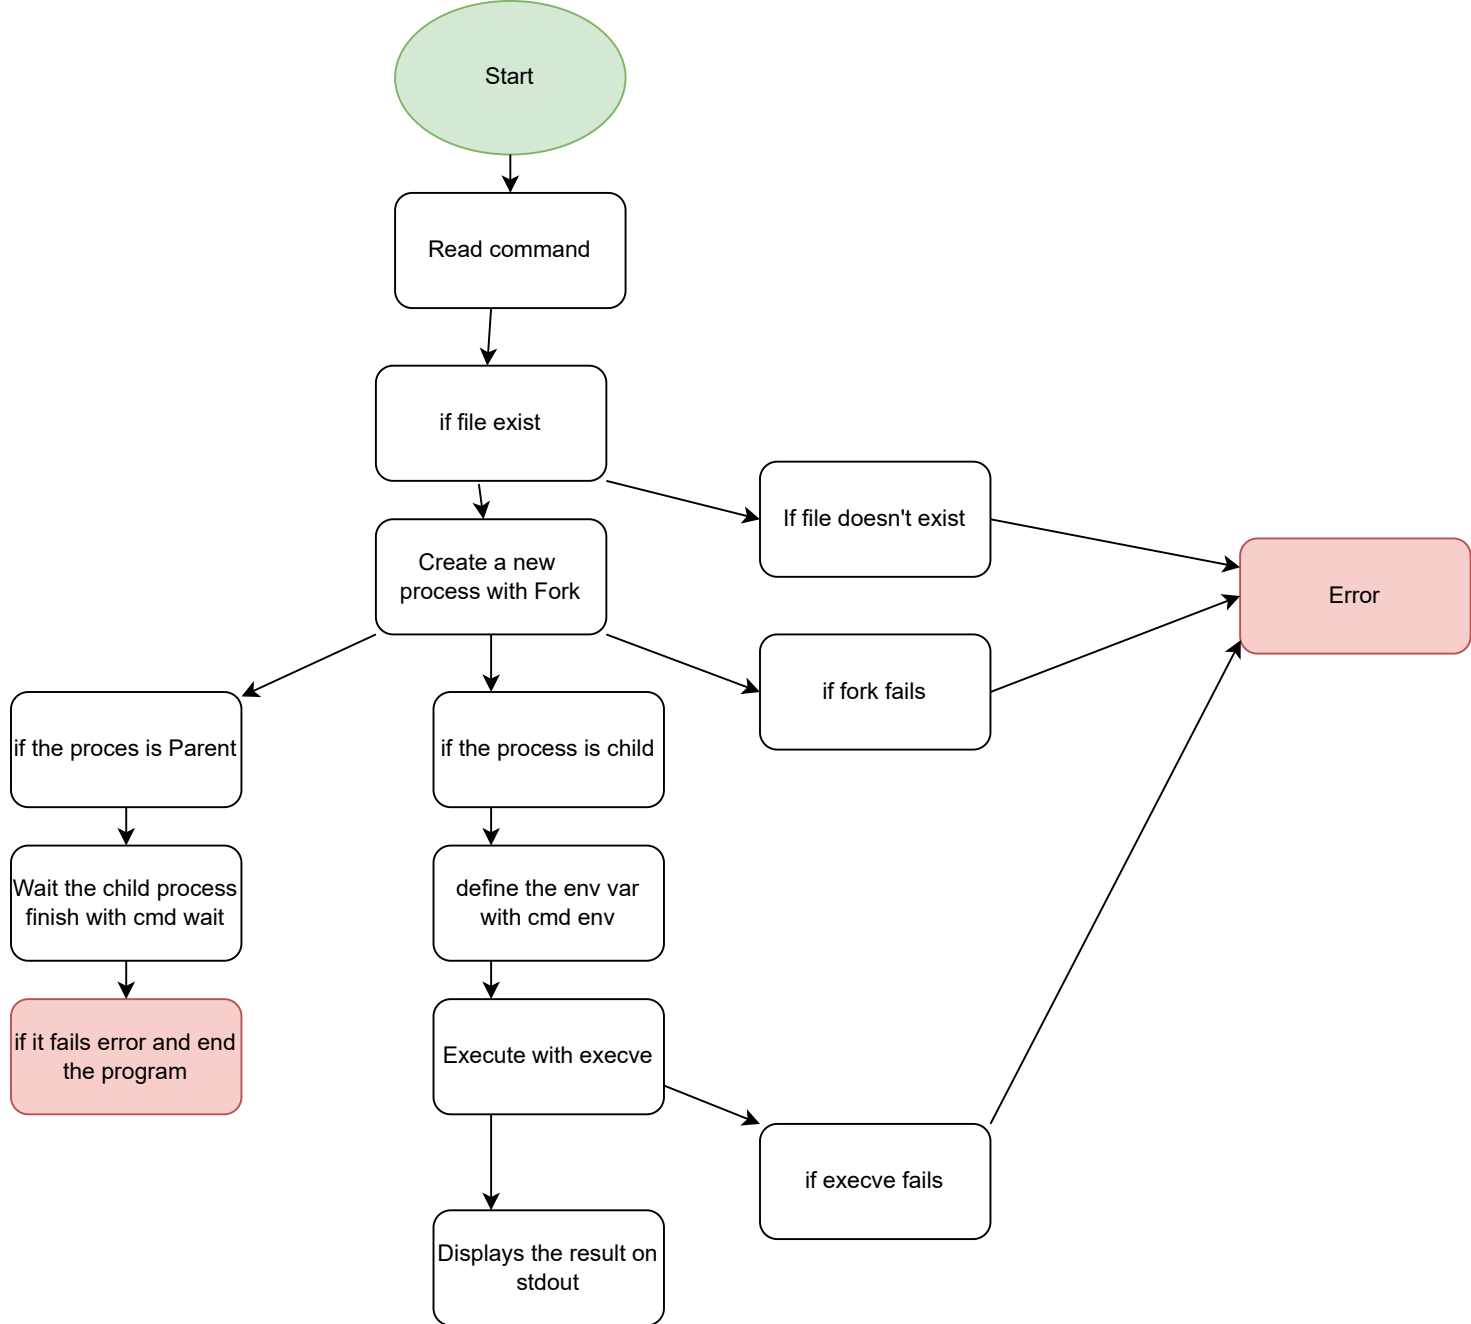 Start
Read command
if file exist
If file doesn't exist
Create a new
process with Fork
Error
if fork fails
if the proces is Parent
if the process is child
Wait the child process
finish with cmd wait
define the env var
with cmd env
if it fails error and end
the program
Execute with execve
if execve fails
Displays the result on
stdout